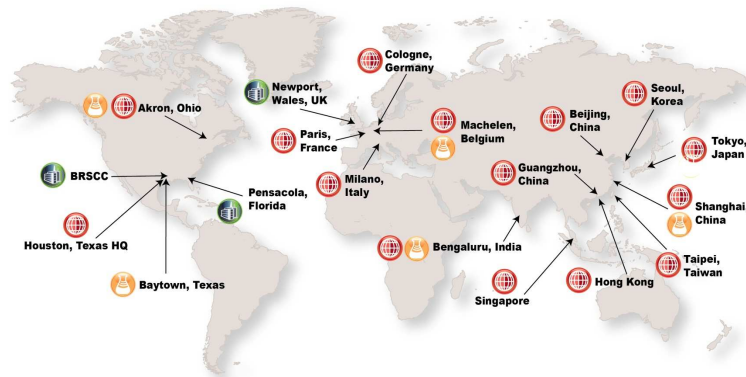 Cologne,
Germany
Newport,
Wales, UK
Seoul,
Korea
Akron, Ohio
Beijing,
China
Paris,
France
Machelen,
Belgium
Tokyo,
Japan
BRSCC
Guangzhou,
China
Milano,
Italy
Pensacola,
Florida
Shanghai,
China
Houston, Texas HQ
Bengaluru, India
Taipei,
Taiwan
Baytown, Texas
Singapore
Hong Kong